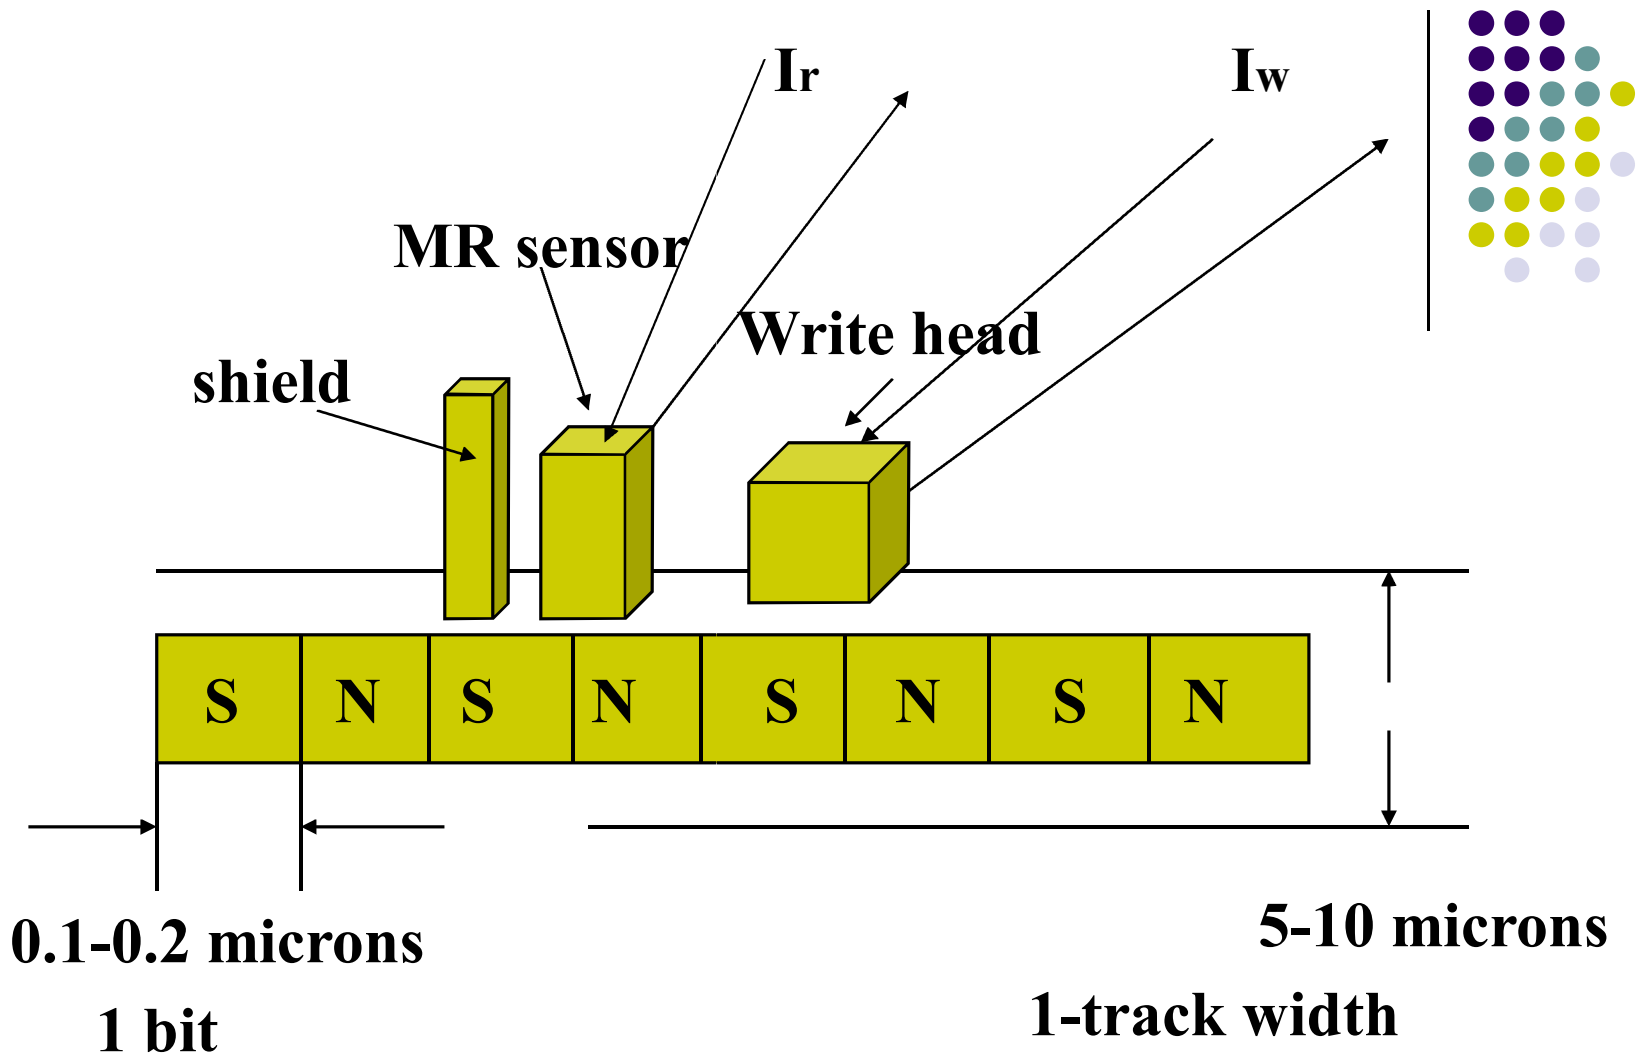 Ir
Iw
MR sensor
Write head
shield
S N S N S N S N
0.1-0.2 microns
1 bit
5-10 microns
1-track width